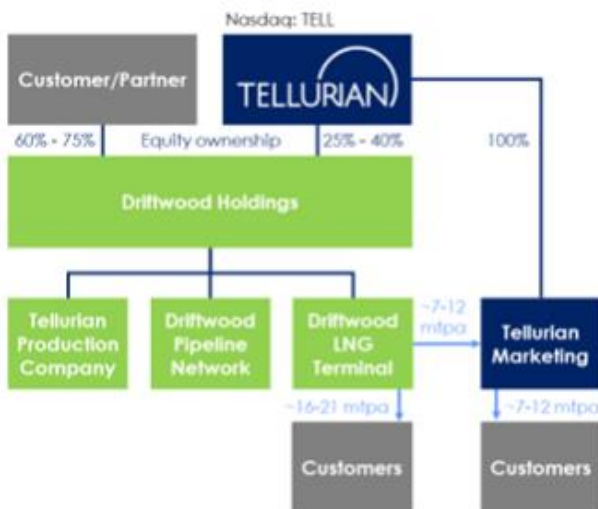 Nasdaq: TELL
Customer/Partner
TELLURIAN
60% - 75%
Equity ownership
25% - 40%
100%
Driftwood Holdings
Tellurian
Production
Company
Driftwood
Pipeline
Network
Driftwood
LNG
Terminal
~7-12
mtpa
Tellurian
Marketing
~16-21 mtpa
~7-12 mtpa
Customers
Customers